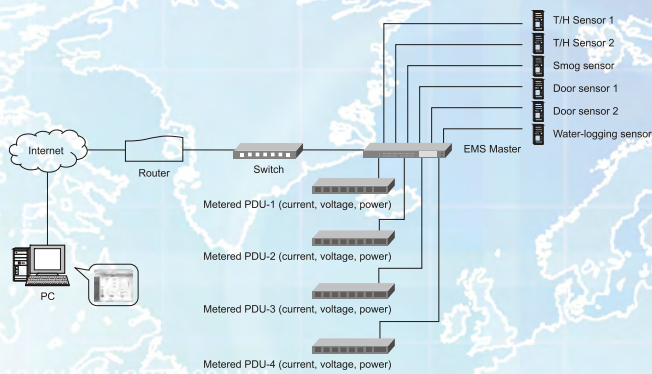 T/H Sensor 1
T/H Sensor 2
Smog sensor
Door sensor 1
Door sensor 2
Water-logging sensor
EMS Master
Internet
Router
Switch
Metered PDU-1 (current, voltage, power)
Metered PDU-2 (current, voltage, power)
PC
Metered PDU-3 (current, voltage, power)
Metered PDU-4 (current, voltage, power)